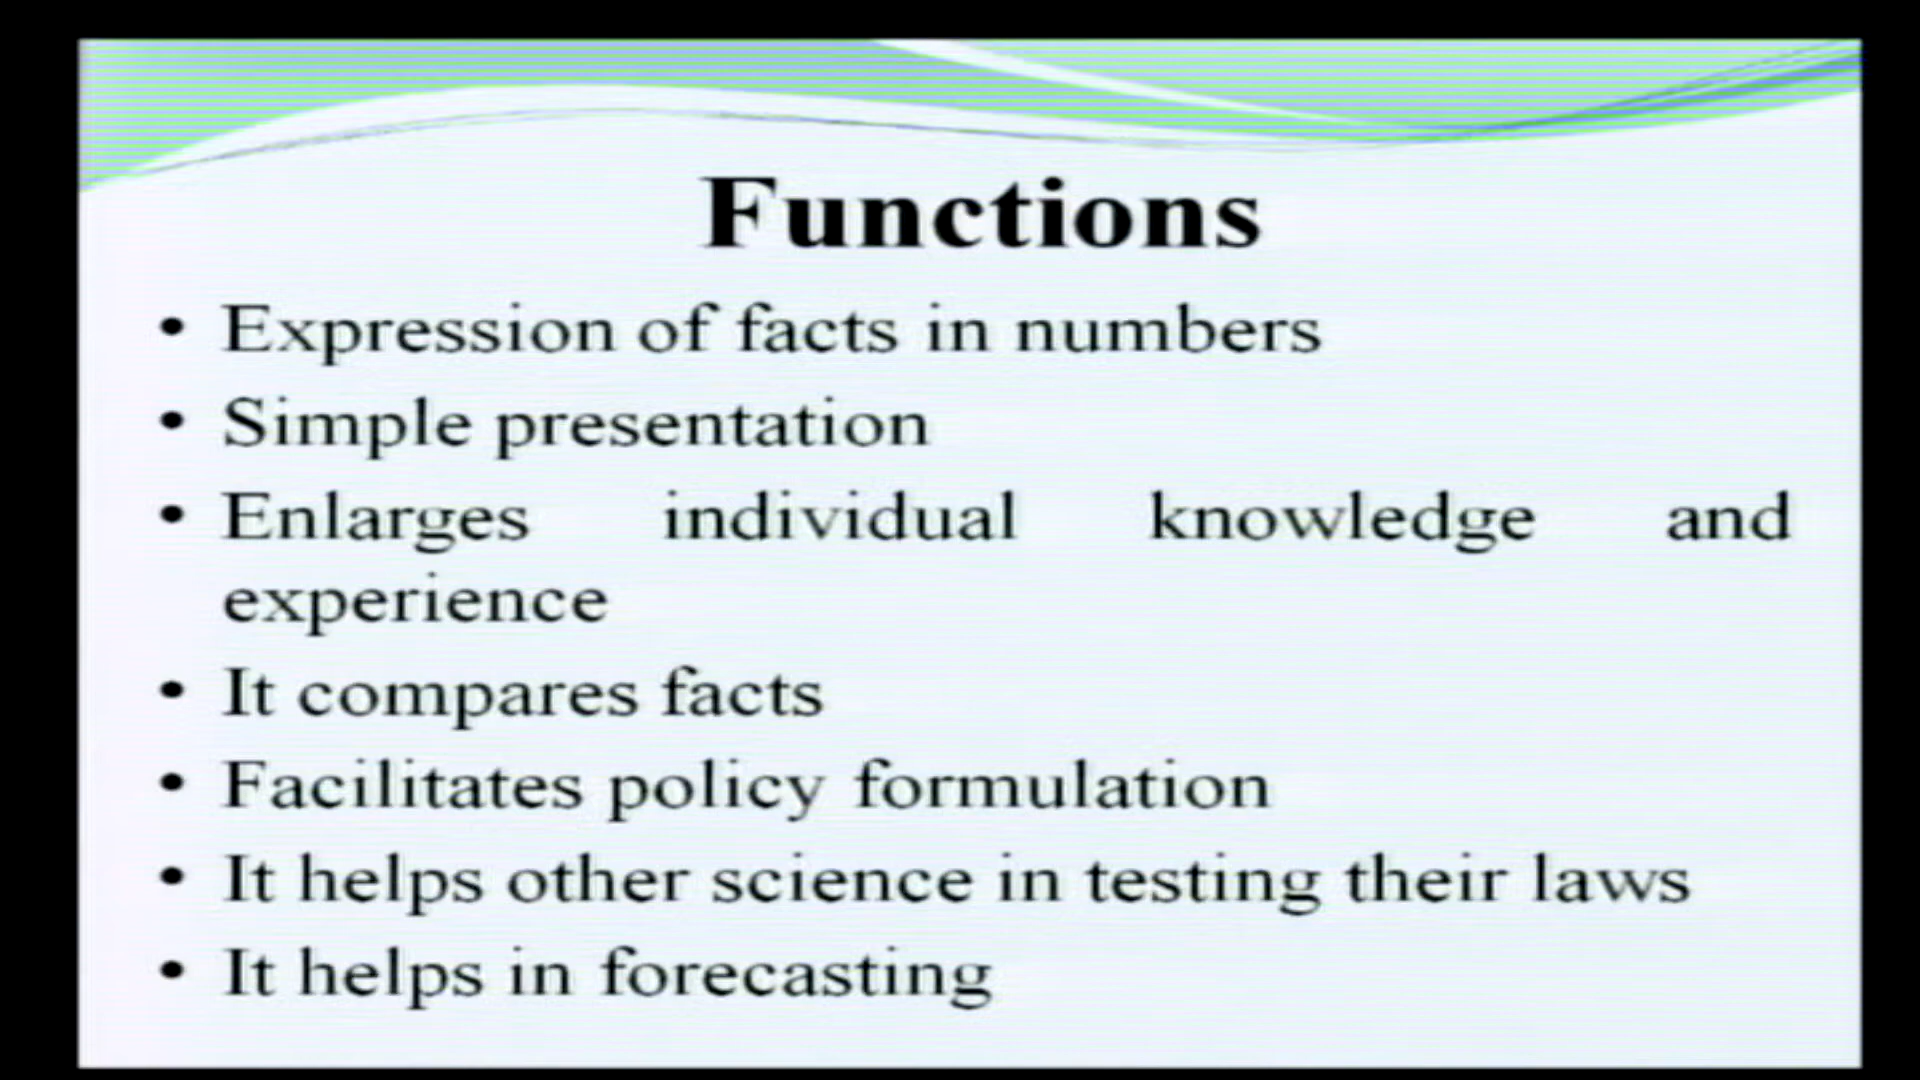 Functions
• Expression of facts in numbers
• Simple presentation
• Enlarges individual knowledge and
experience
• It compares facts
• Facilitates policy formulation
• It helps other science in testing their laws
• It helps in forecasting